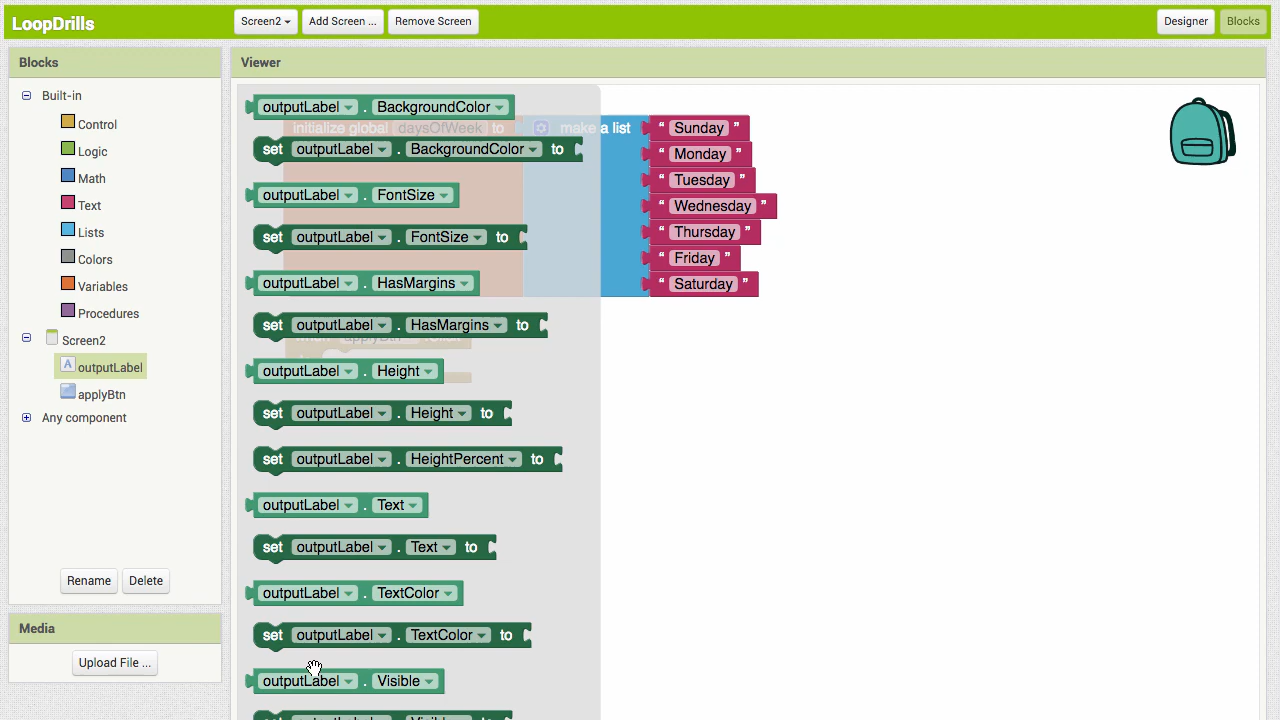 LoopDrills
Screen2 Add Screen ... Remove Screen Designer Blocks
Blocks
Built-in
Control
Logic
Math
Text
Lists
Colors
Variables
Procedures
Screen2
outputLabel
applyBtn
Any component
Rename Delete
Media
Upload File ...
Viewer
outputLabel . BackgroundColor
initialize global daysOfWeek to make a list
“ Sunday ”
“ Monday ”
“ Tuesday ”
“ Wednesday ”
“ Thursday ”
“ Friday ”
“ Saturday ”
set outputLabel . BackgroundColor to
outputLabel . FontSize
set outputLabel . FontSize to
outputLabel . HasMargins
set outputLabel . HasMargins to
outputLabel . Height
set outputLabel . Height to
set outputLabel . HeightPercent to
outputLabel . Text
set outputLabel . Text to
outputLabel . TextColor
set outputLabel . TextColor to
outputLabel . Visible